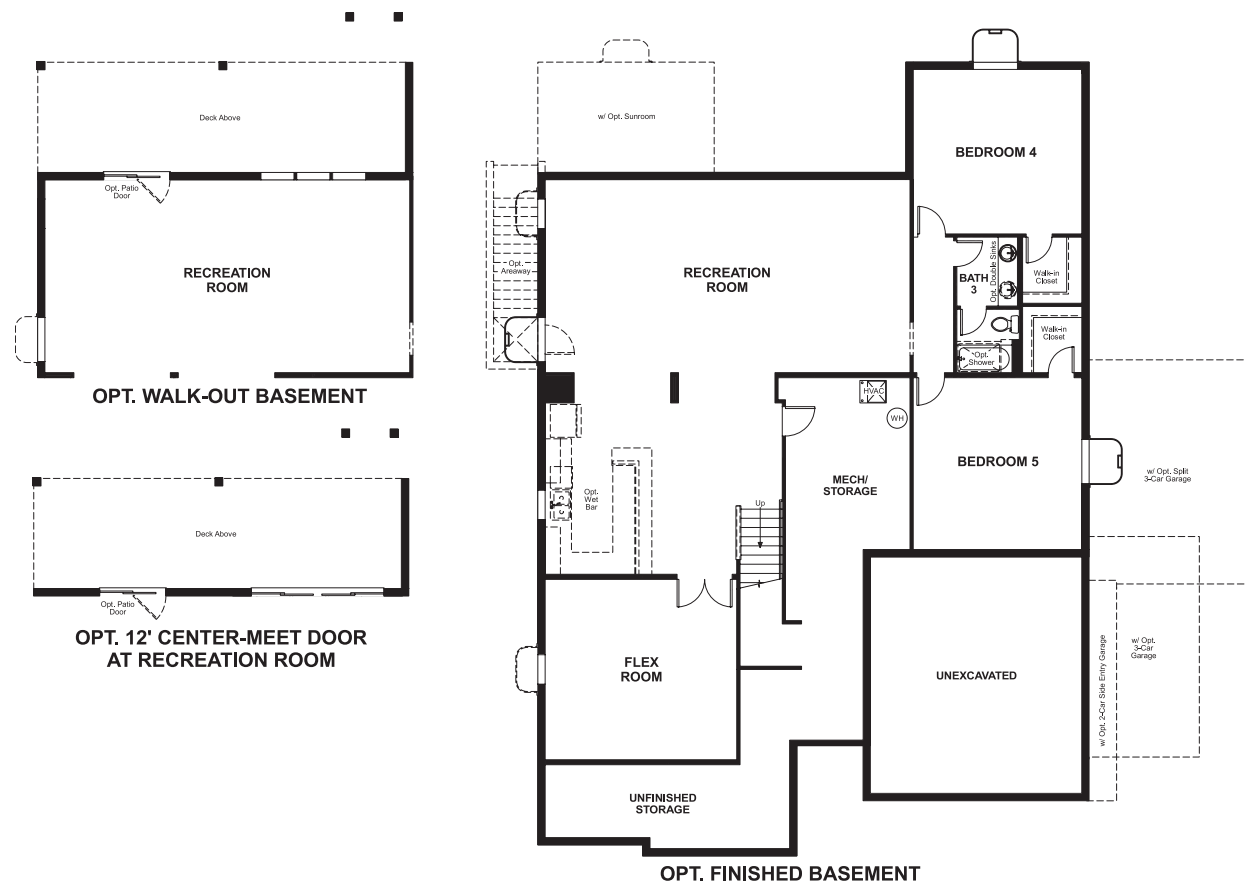 Deck Above
Opt. Patio
Door
RECREATION
ROOM
OPT. WALK-OUT BASEMENT
Deck Above
Opt. Patio
Door
OPT. 12' CENTER-MEET DOOR
AT RECREATION ROOM
w/ Opt. Sunroom
BEDROOM 4
Opt.
Areaway
RECREATION
ROOM
BATH
3
Opt. Double Sinks
Walk-in
Closet
Walk-in
Closet
Opt.
Shower
HVAC
WH
BEDROOM 5
MECH/
STORAGE
w/ Opt. Split
3-Car Garage
Opt.
Wet
Bar
Up
FLEX
ROOM
UNEXCAVATED
w/ Opt. 2-Car Side Entry Garage
w/ Opt.
3-Car
Garage
UNFINISHED
STORAGE
OPT. FINISHED BASEMENT